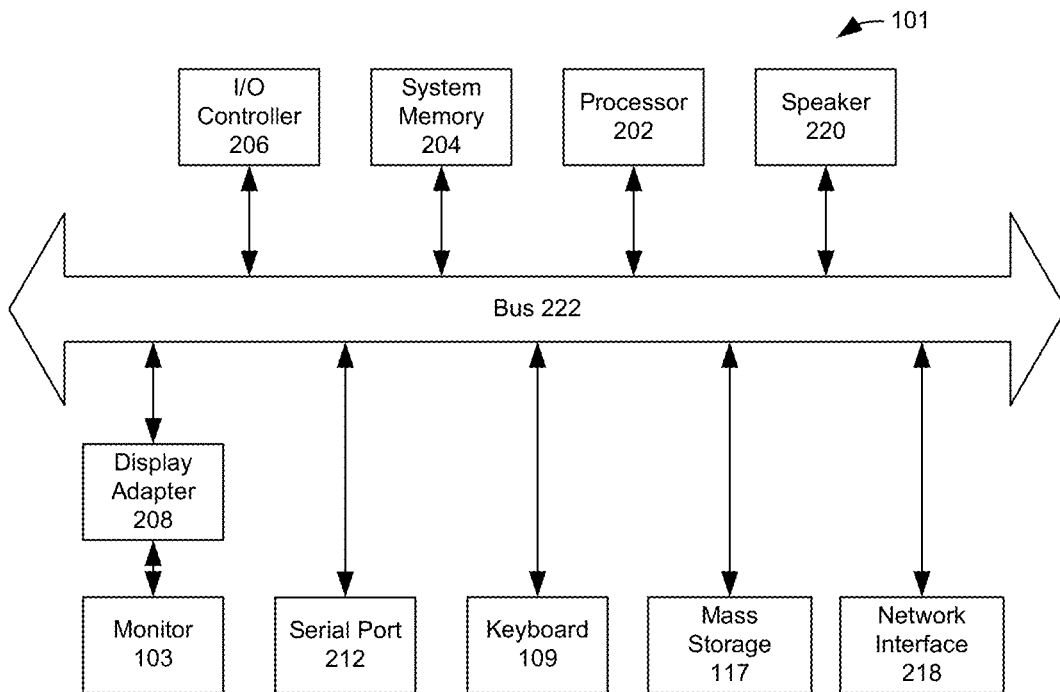 101
I/O
Controller
206
System
Memory
204
Processor
202
Speaker
220
Bus 222
Display
Adapter
208
Monitor
103
Serial Port
212
Keyboard
109
Mass
Storage
117
Network
Interface
218